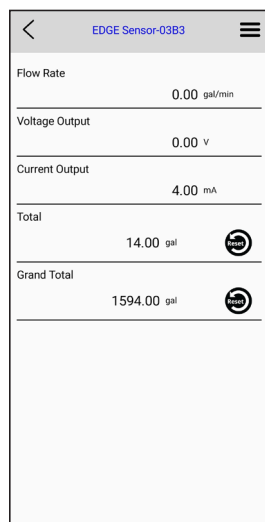 EDGE Sensor-03B3
Flow Rate
0.00 gal/min
Voltage Output
0.00 V
Current Output
4.00 mA
Total
14.00 gal
Reset
Grand Total
1594.00 gal
Reset